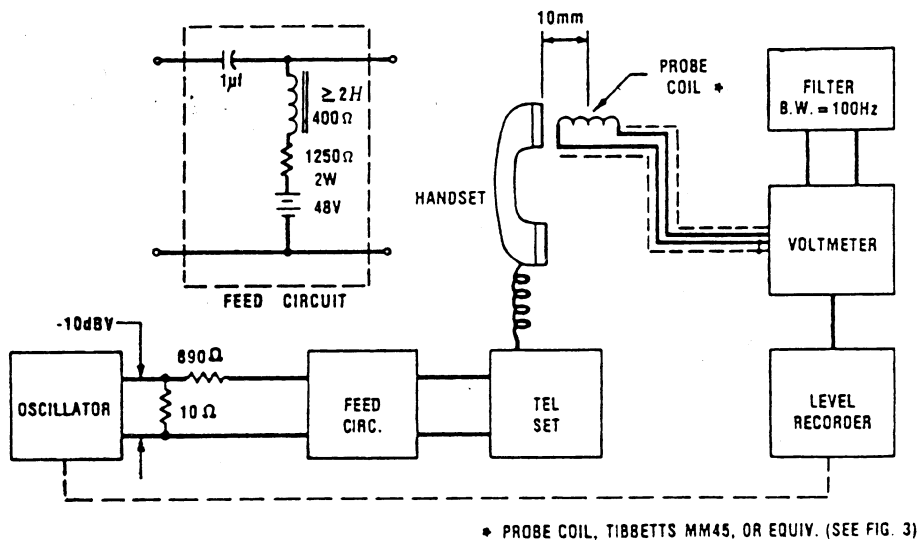 10mm
PROBE
COIL *
FILTER
B.W. = 100Hz
1µf
≥ 2H
400Ω
1250Ω
2W
48V
HANDSET
VOLTMETER
FEED CIRCUIT
-10dBV
890Ω
10Ω
OSCILLATOR
FEED
CIRC.
TEL
SET
LEVEL
RECORDER
* PROBE COIL, TIBBETTS MM45, OR EQUIV. (SEE FIG. 3)